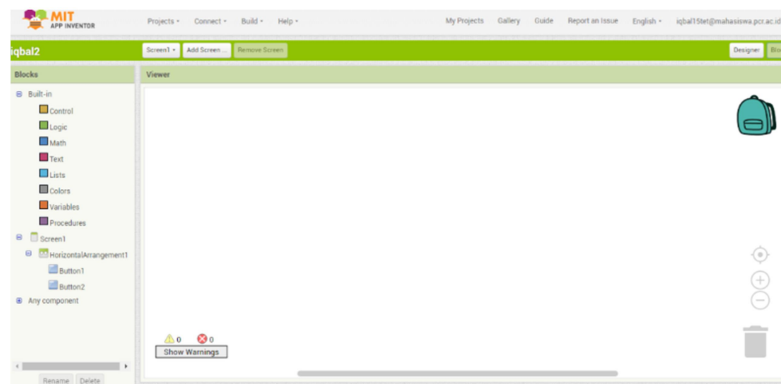 MIT
APP INVENTOR
Projects Connect Build Help My Projects Gallery Guide Report an Issue English iqbal15tet@mahasiswa.pcr.ac.id
iqbal2 Screen1 Add Screen ... Remove Screen Designer
Blocks Viewer
Built-in
Control
Logic
Math
Text
Lists
Colors
Variables
Procedures
Screen1
HorizontalArrangement1
Button1
Button2
Any component
0 0
Show Warnings
Rename Delete